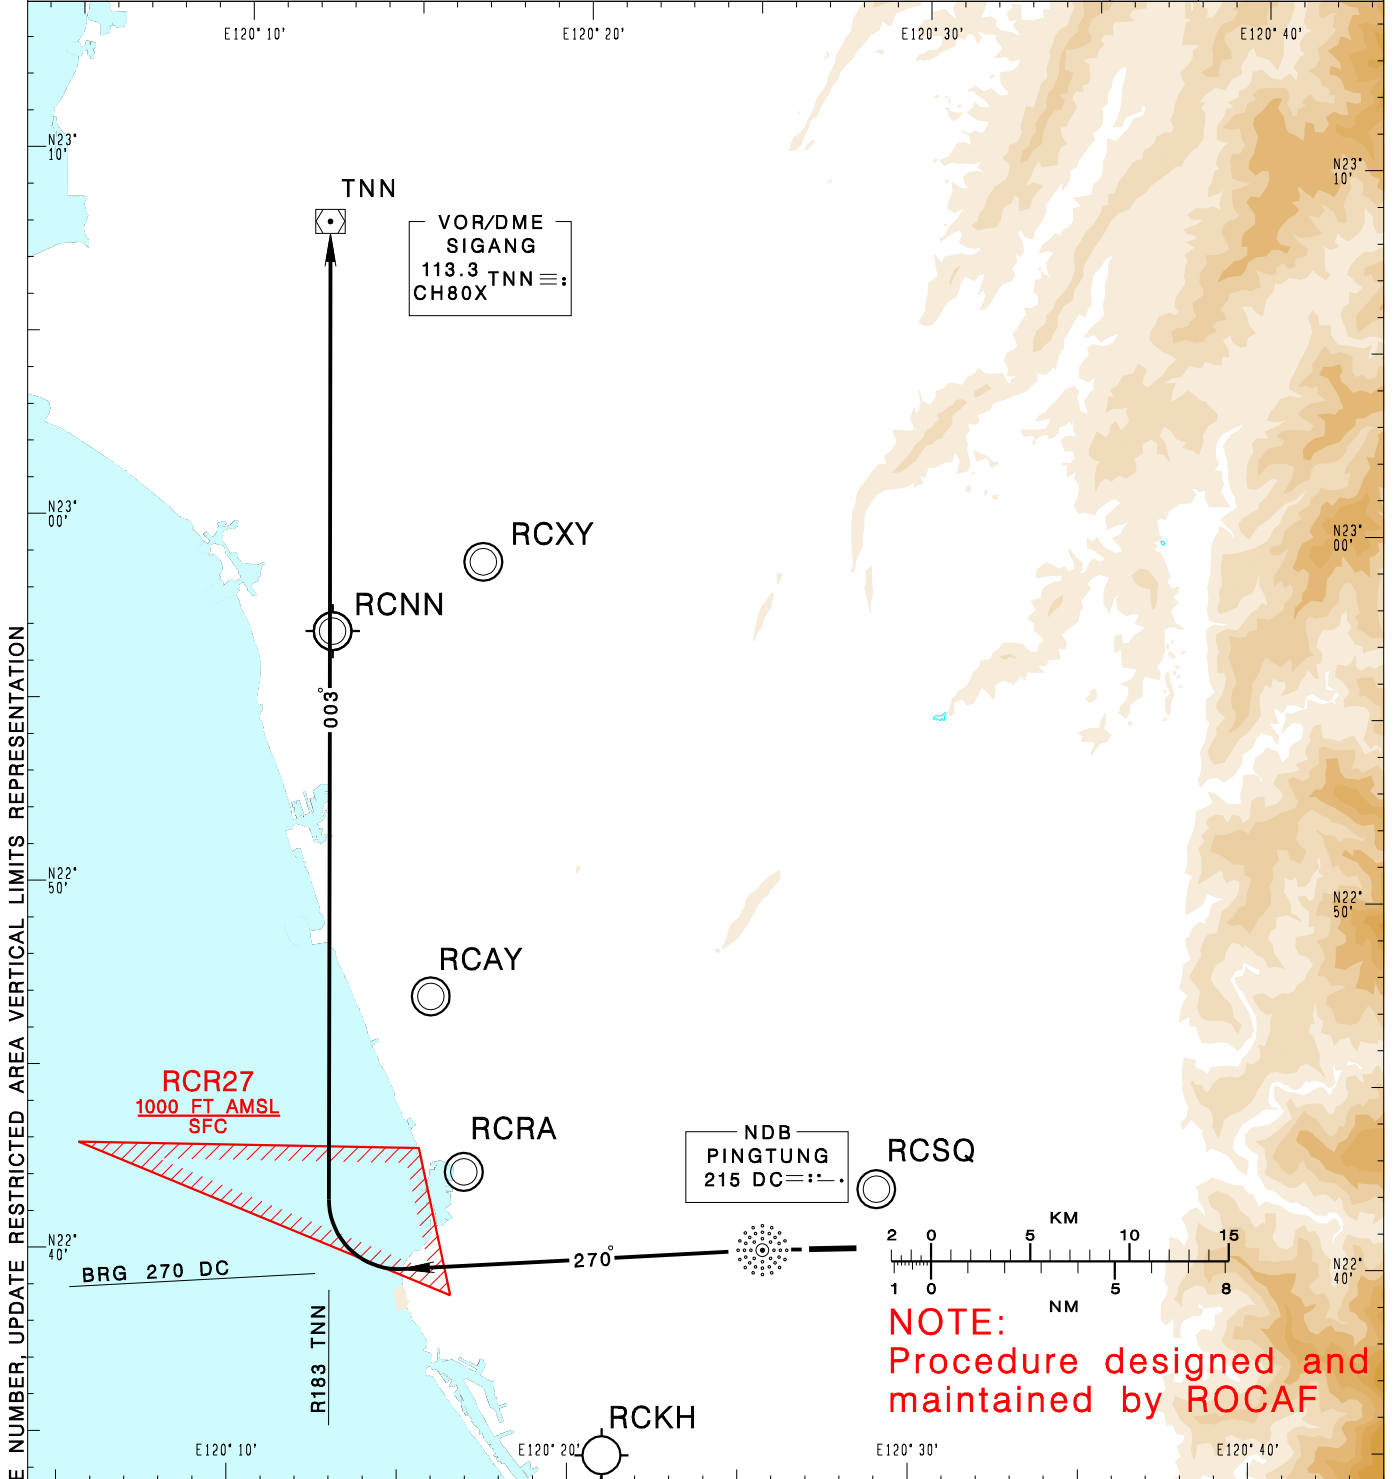 E120° 10'
E120° 20'
E120° 30'
E120° 40'
N23°
10'
N23°
10'
TNN
VOR/DME
SIGANG
113.3
CH80X
TNN
N23°
00'
N23°
00'
RCXY
RCNN
003°
E NUMBER, UPDATE RESTRICTED AREA VERTICAL LIMITS REPRESENTATION
N22°
50'
N22°
50'
RCAY
RCR27
1000 FT AMSL
SFC
RCRA
NDB
PINGTUNG
215 DC
RCSQ
N22°
40'
N22°
40'
270°
BRG 270 DC
R183 TNN
KM
2 0 5 10 15
1 0 5 8
NM
NOTE:
Procedure designed and
maintained by ROCAF
RCKH
E120° 10'
E120° 20'
E120° 30'
E120° 40'